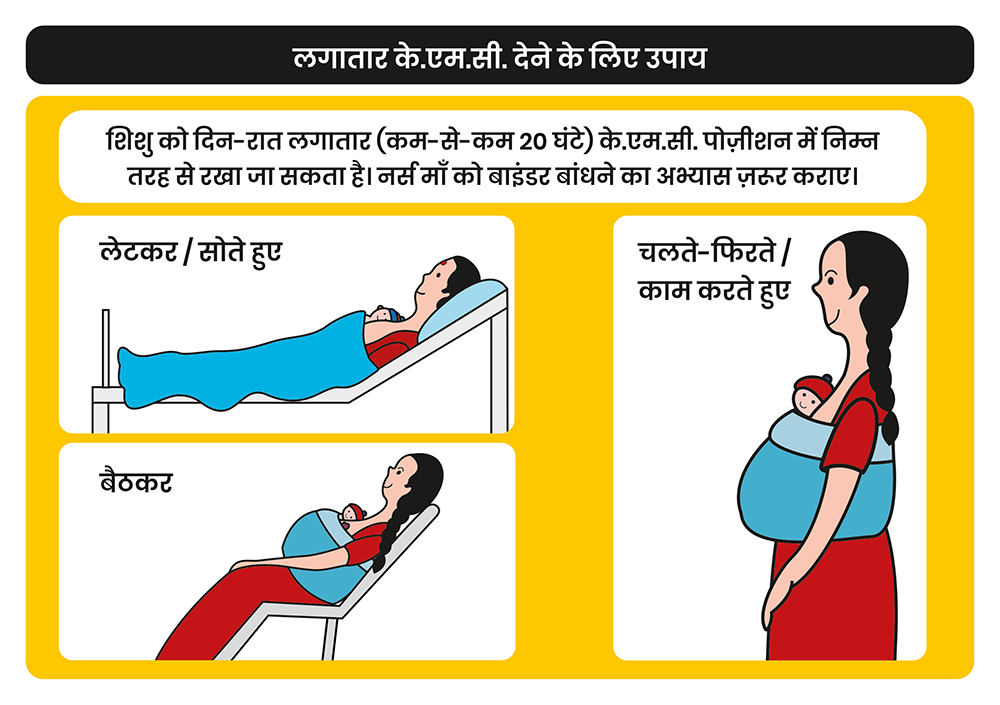 लगातार के.एम.सी. देने के लिए उपाय
शिशु को दिन-रात लगातार (कम-से-कम 20 घंटे) के.एम.सी. पोज़ीशन में निम्न
तरह से रखा जा सकता है। नर्स माँ को बाइंडर बांधने का अभ्यास ज़रूर कराए।
लेटकर / सोते हुए
बैठकर
चलते-फिरते /
काम करते हुए